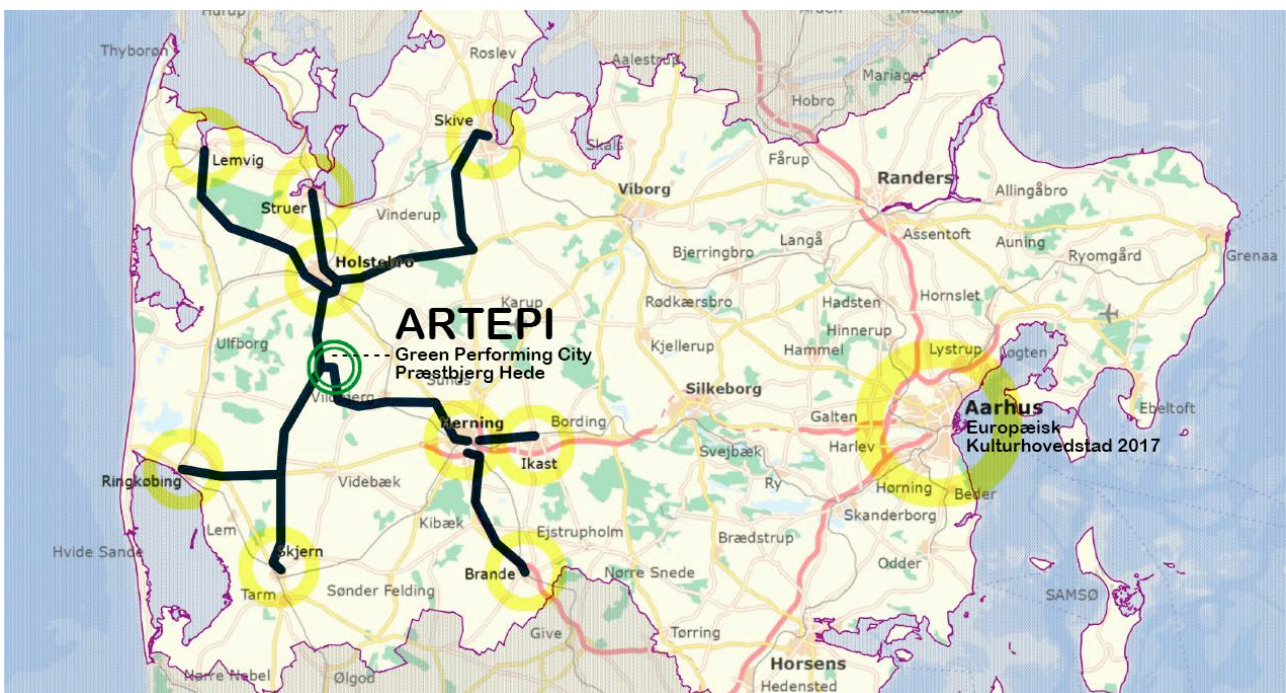 Thyborøn
Roslev
Aalestrup
Mariager
Hobro
Skive
Lemvig
Skals
Fårup
Viborg
Randers
Allingåbro
Struer
Vinderup
Langå
Assentoft
Auning
Bjerringbro
Ryomgård
Grenaa
Holstebro
Karup
Rødkærsbro
Hadsten
Hornslet
ARTEPI
Green Performing City
Præstbjerg Hede
Hinnerup
Ulfborg
Kjellerup
Hammel
Lystrup
Løgten
Sunds
Vildbjerg
Silkeborg
Herning
Bording
Galten
Aarhus
Europæisk
Kulturhovedstad 2017
Ebeltoft
Harlev
Svejbæk
Ikast
Ringkøbing
Videbæk
Ry
Hørning
Beder
Skanderborg
Lem
Kibæk
Ejstrupholm
Brædstrup
Hvide Sande
Skjern
Odder
Brande
Nørre Snede
Tarm
Sønder Felding
SAMSØ
Give
Tørring
Horsens
Nørre Nebel
Ølgod
Hedensted